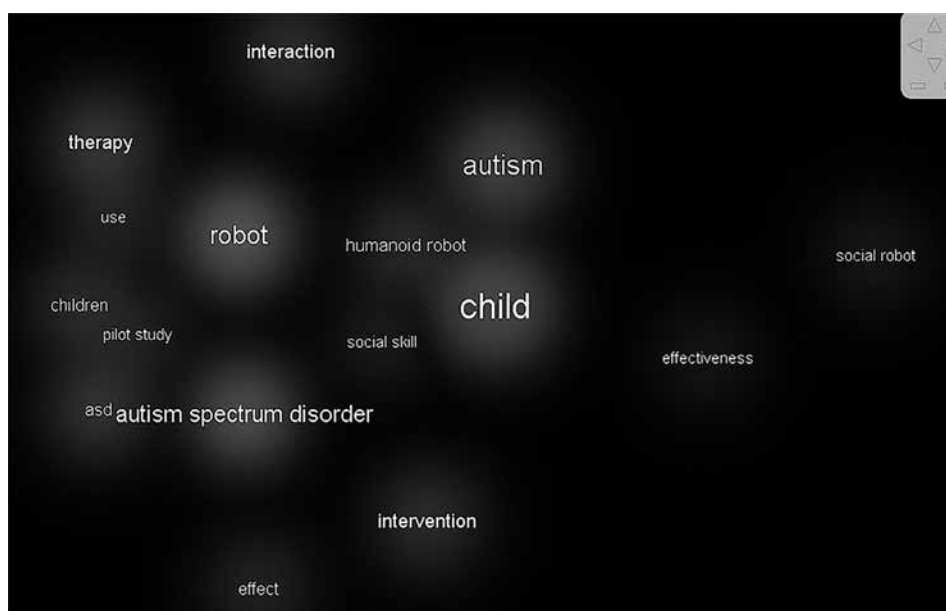 interaction
therapy
autism
use
robot
humanoid robot
social robot
children
child
pilot study
social skill
effectiveness
asd
autism spectrum disorder
intervention
effect